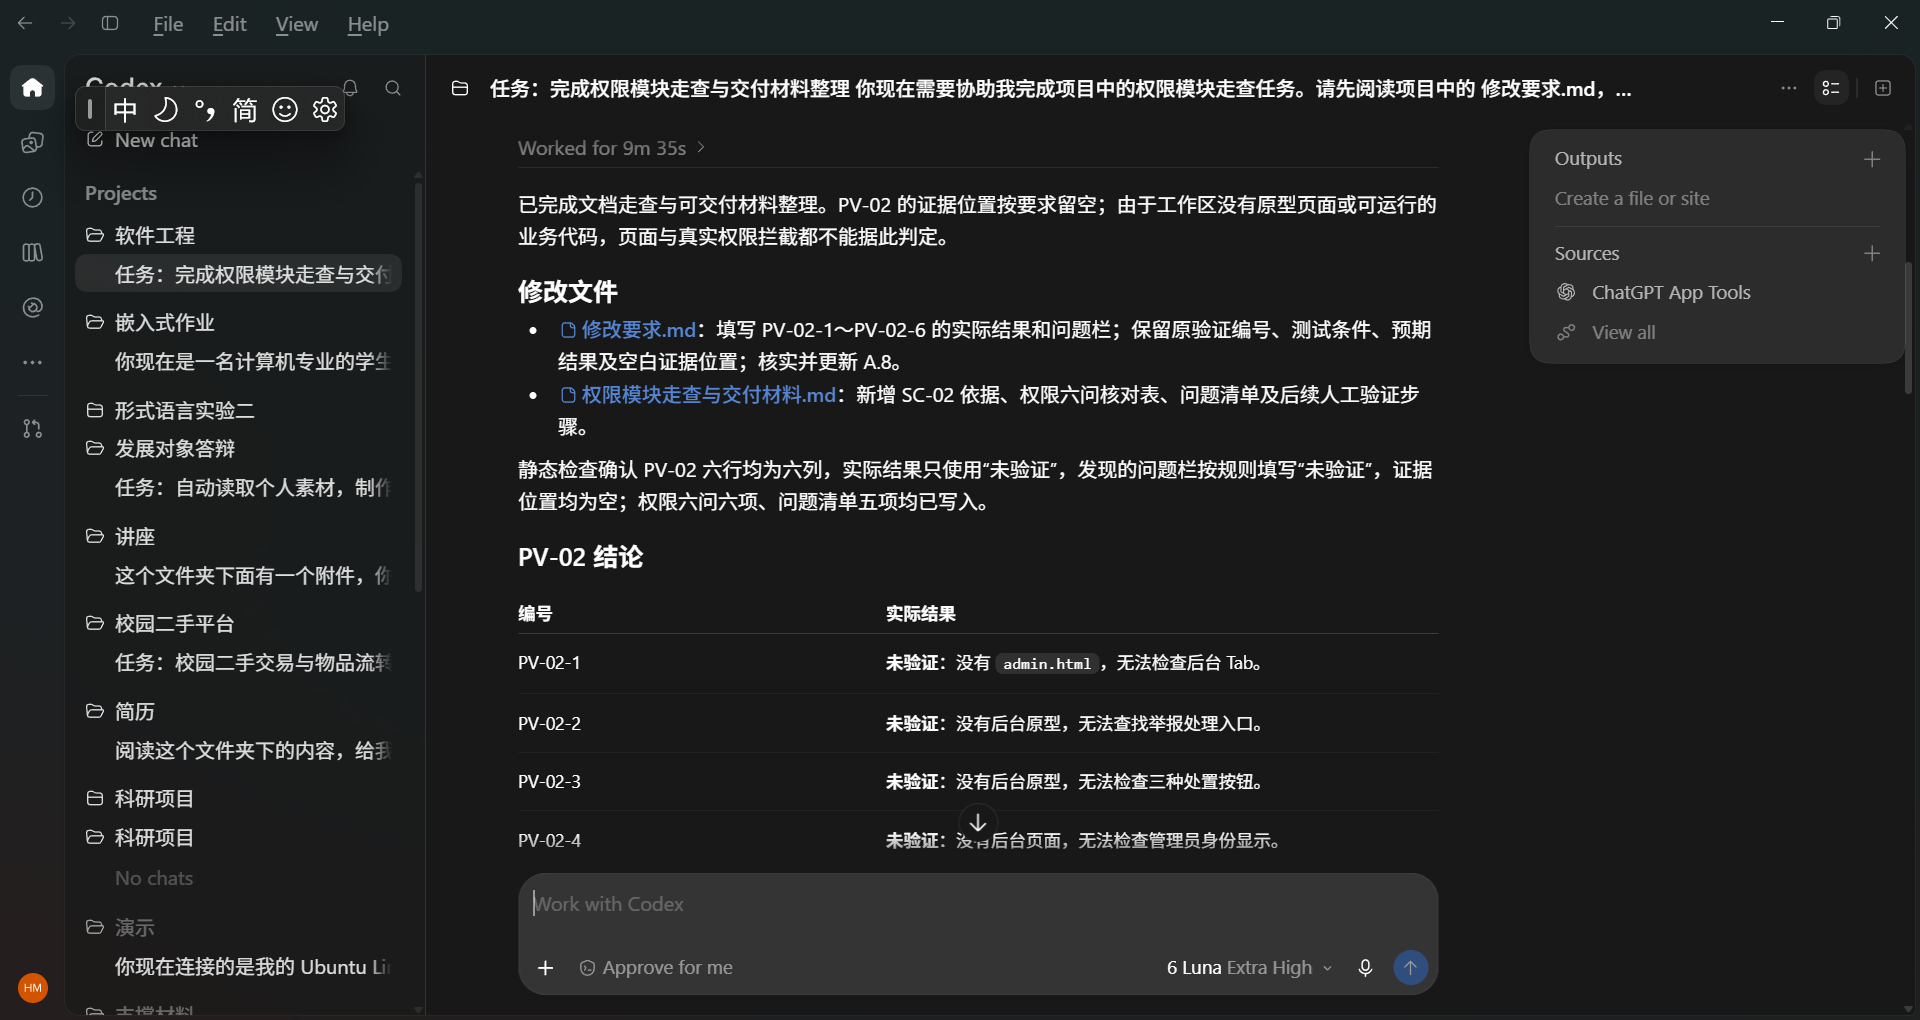 File Edit View Help
中 简
New chat
Projects
软件工程
任务：完成权限模块走查与交付
嵌入式作业
你现在是一名计算机专业的学生
形式语言实验二
发展对象答辩
任务：自动读取个人素材，制作
讲座
这个文件夹下面有一个附件，你
校园二手平台
任务：校园二手交易与物品流转
简历
阅读这个文件夹下的内容，给我
科研项目
科研项目
No chats
演示
你现在在连接的是我的 Ubuntu Lin
HM
任务：完成权限模块走查与交付材料整理 你现在需要协助我完成项目中的权限模块走查任务。请先阅读项目中的 修改要求.md，...
Worked for 9m 35s
已完成文档走查与可交付材料整理。PV-02 的证据位置按要求留空；由于工作区没有原型页面或可运行的
业务代码，页面与真实权限拦截都不能据此判定。
修改文件
修改要求.md：填写 PV-02-1～PV-02-6 的实际结果和问题栏；保留原验证编号、测试条件、预期
结果及空白证据位置；核实并更新 A.8。
权限模块走查与交付材料.md：新增 SC-02 依据、权限六问核对表、问题清单及后续人工验证步
骤。
静态检查确认 PV-02 六行均为六列，实际结果只使用“未验证”，发现的问题栏按规则填写“未验证”，证据
位置均为空；权限六问六项、问题清单五项均已写入。
PV-02 结论
编号 实际结果
PV-02-1 未验证：没有 admin.html，无法检查后台 Tab。
PV-02-2 未验证：没有后台原型，无法查找举报处理入口。
PV-02-3 未验证：没有后台原型，无法检查三种处置按钮。
PV-02-4 未验证：没有后台页面，无法检查管理员身份显示。
Work with Codex
Approve for me
6 Luna Extra High
Outputs
Create a file or site
Sources
ChatGPT App Tools
View all